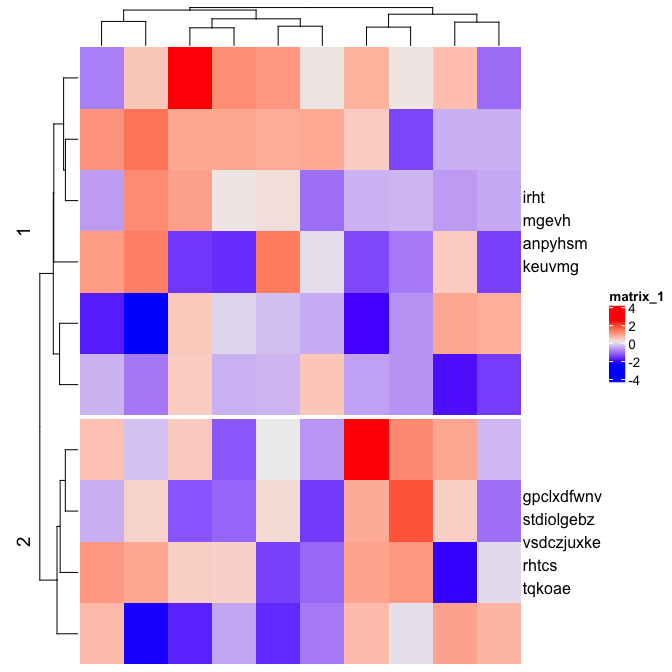 1
irht
mgevh
anpyhsm
keuvmg
matrix_1
4
2
0
-2
-4
2
gpclxdfwnv
stdiolgebz
vsdczjuxke
rhtcs
tqkoae